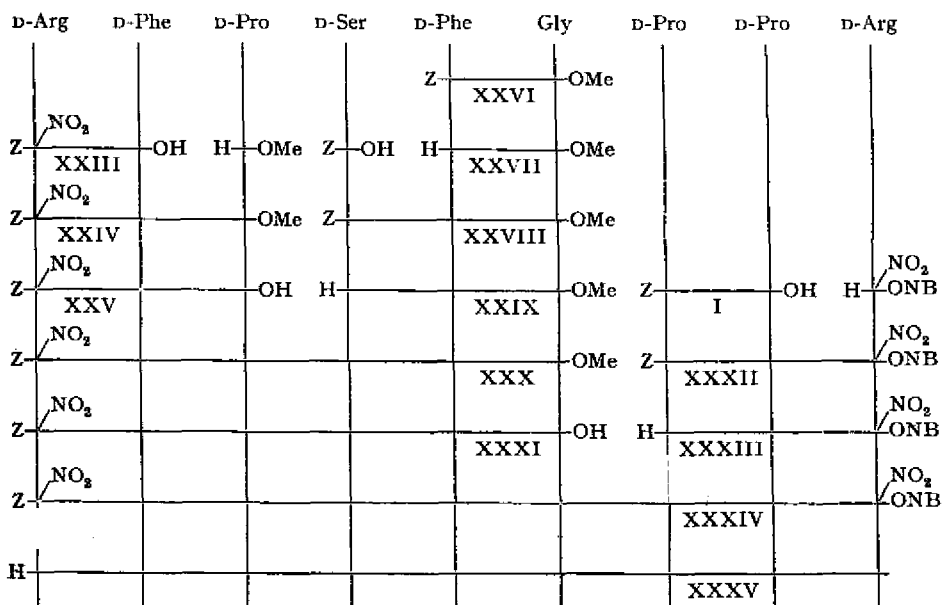 D-Arg D-Phe D-Pro D-Ser D-Phe Gly D-Pro D-Pro D-Arg
Z OMe
XXVI
NO₂
Z OH H OMe Z OH H OMe
XXIII XXVII
NO₂
Z OMe Z OMe
XXIV XXVIII
NO₂ NO₂
Z OH H OMe Z OH H ONB
XXV XXIX I
NO₂ NO₂
Z OMe Z ONB
XXX XXXII
NO₂ NO₂
Z OH H ONB
XXXI XXXIII
NO₂ NO₂
Z ONB
XXXIV
H
XXXV